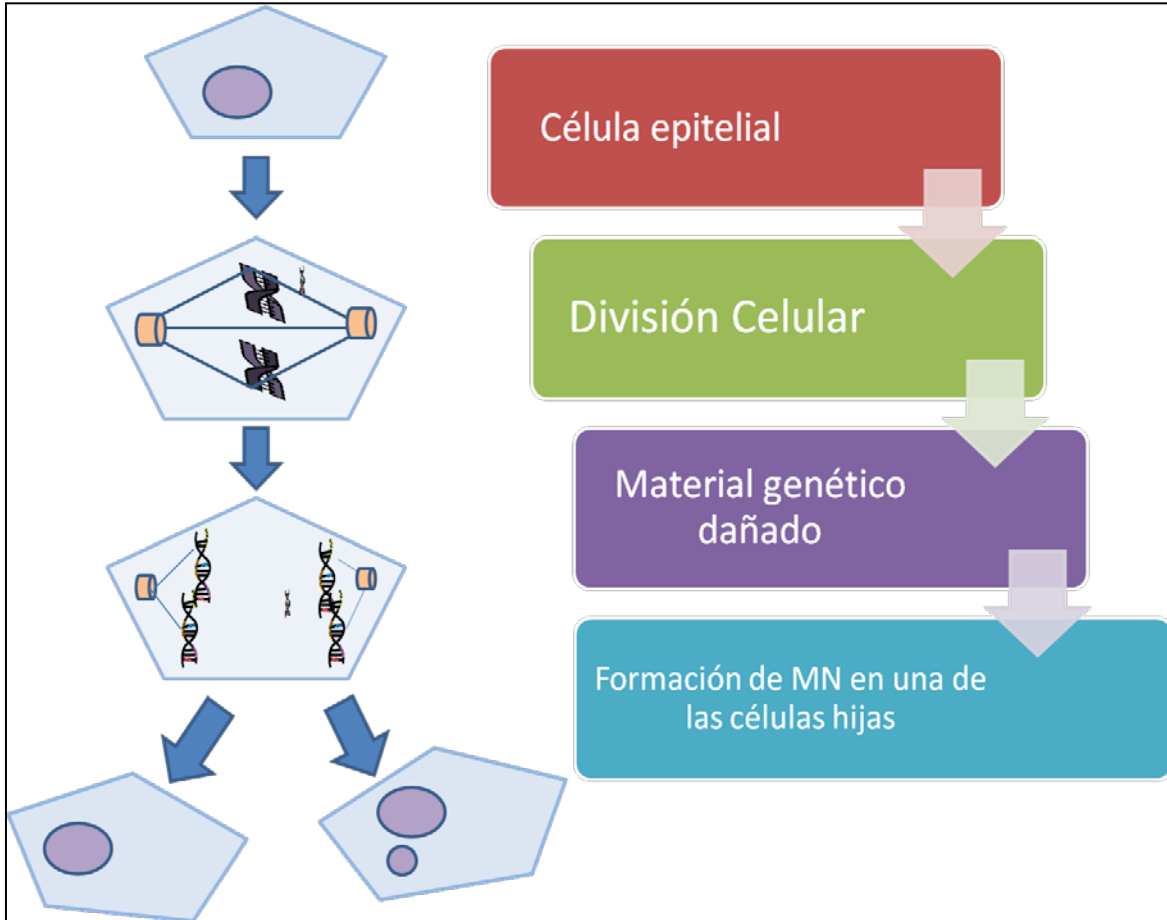 Célula epitelial
División Celular
Material genético
dañado
Formación de MN en una de
las células hijas